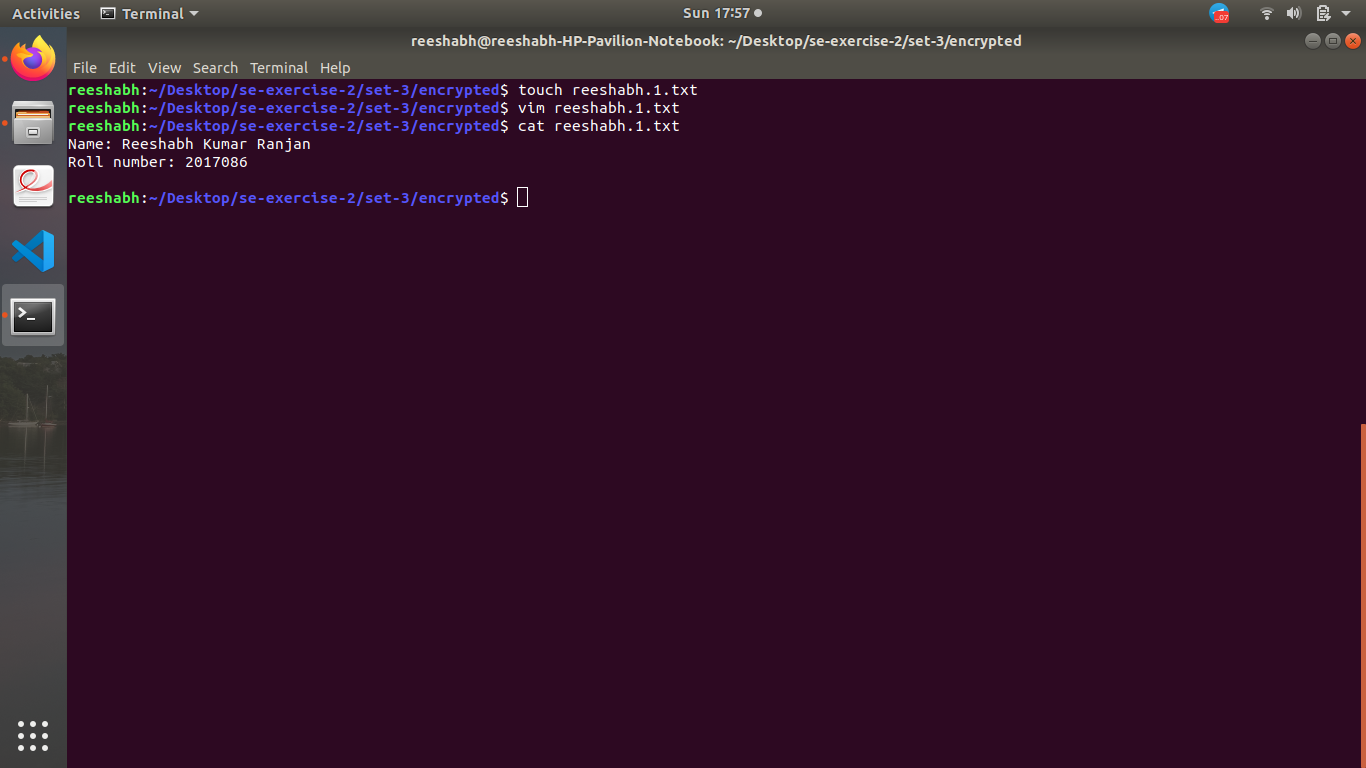 Activities Terminal Sun 17:57
.07
reeshabh@reeshabh-HP-Pavilion-Notebook: ~/Desktop/se-exercise-2/set-3/encrypted
File Edit View Search Terminal Help
reeshabh:~/Desktop/se-exercise-2/set-3/encrypted$ touch reeshabh.1.txt
reeshabh:~/Desktop/se-exercise-2/set-3/encrypted$ vim reeshabh.1.txt
reeshabh:~/Desktop/se-exercise-2/set-3/encrypted$ cat reeshabh.1.txt
Name: Reeshabh Kumar Ranjan
Roll number: 2017086
reeshabh:~/Desktop/se-exercise-2/set-3/encrypted$